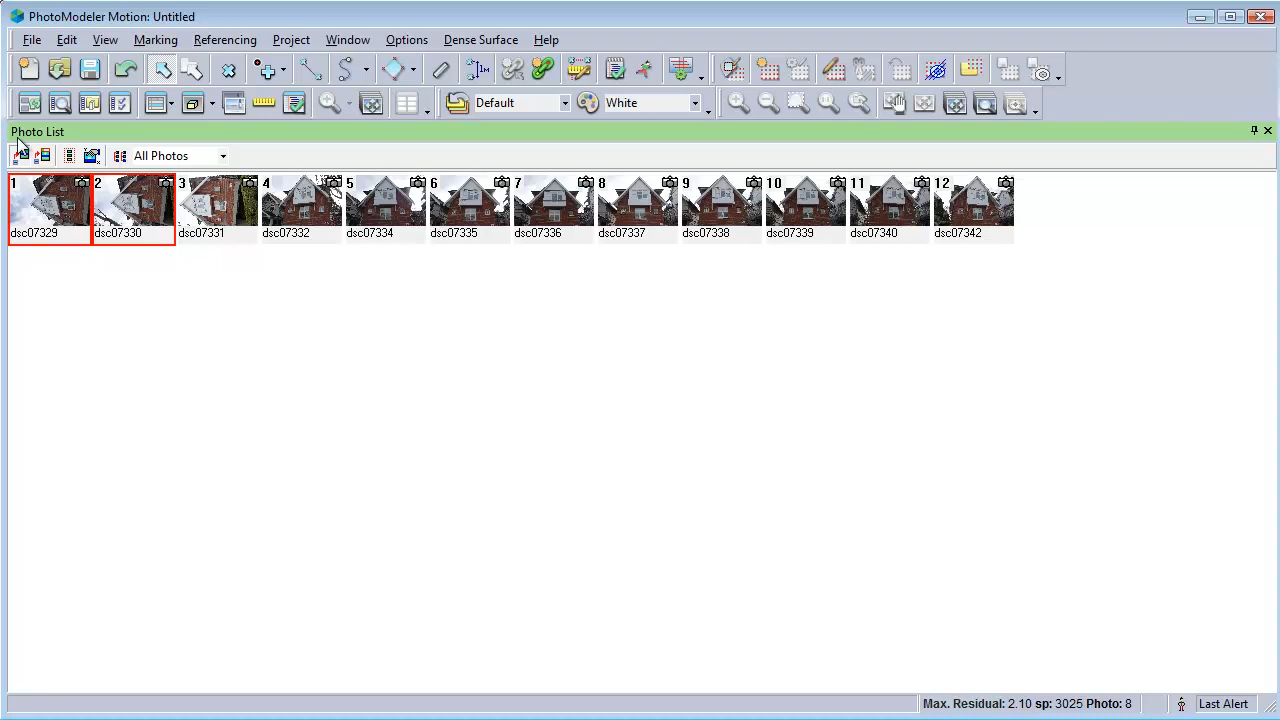 PhotoModeler Motion: Untitled
File Edit View Marking Referencing Project Window Options Dense Surface Help
Default White
Photo List
All Photos
1 2 3 4 5 6 7 8 9 10 11 12
dsc07329 dsc07330 dsc07331 dsc07332 dsc07334 dsc07335 dsc07336 dsc07337 dsc07338 dsc07339 dsc07340 dsc07342
Max. Residual: 2.10 sp: 3025 Photo: 8 Last Alert